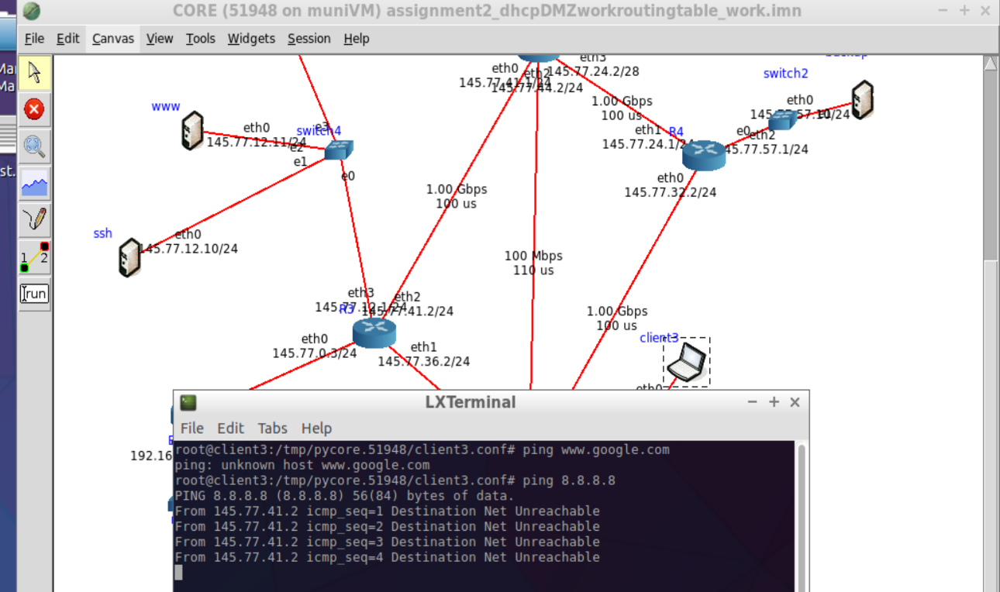 CORE (51948 on muniVM) assignment2_dhcpDMZworkroutingtable_work.imn
File Edit Canvas View Tools Widgets Session Help
Ma
Ma
st.
eth3
145.77.24.2/28
eth0
eth2
145.77.41.1/24
145.77.44.2/24
switch2
www
eth0
145.77.12.11/24
switch4
e3
e2
e1
e0
1.00 Gbps
100 us
eth1
145.77.24.1/24
R4
eth0
145.77.57.10/24
e0
eth2
45.77.57.1/24
eth0
145.77.32.2/24
1.00 Gbps
100 us
ssh
eth0
145.77.12.10/24
100 Mbps
110 us
eth3
145.77.12.1/24
eth2
145.77.41.2/24
R3
eth0
145.77.0.3/24
eth1
145.77.36.2/24
1.00 Gbps
100 us
client3
eth0
1 2
run
192.16
LXTerminal
File Edit Tabs Help
root@client3:/tmp/pycore.51948/client3.conf# ping www.google.com
ping: unknown host www.google.com
root@client3:/tmp/pycore.51948/client3.conf# ping 8.8.8.8
PING 8.8.8.8 (8.8.8.8) 56(84) bytes of data.
From 145.77.41.2 icmp_seq=1 Destination Net Unreachable
From 145.77.41.2 icmp_seq=2 Destination Net Unreachable
From 145.77.41.2 icmp_seq=3 Destination Net Unreachable
From 145.77.41.2 icmp_seq=4 Destination Net Unreachable